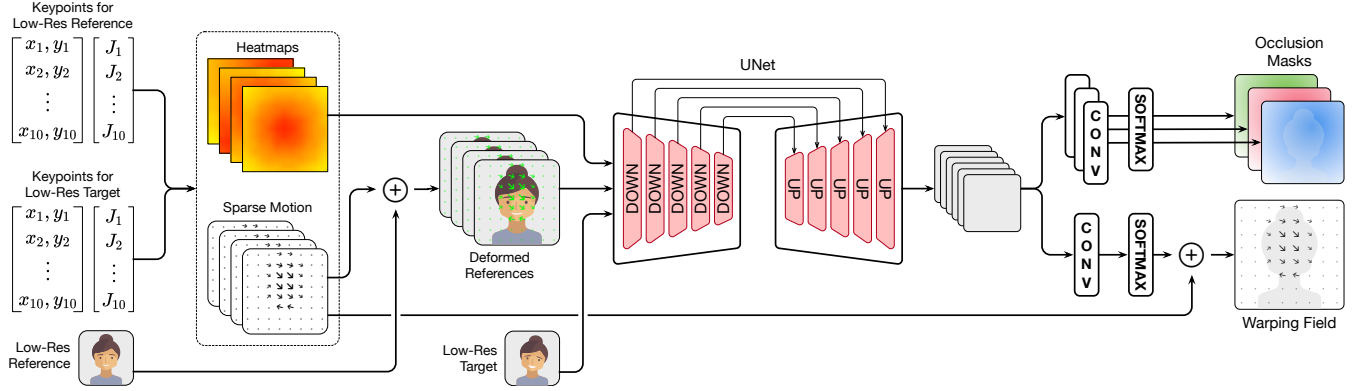 Keypoints for
Low-Res Reference
x₁, y₁ J₁
x₂, y₂ J₂
⋮ ⋮
x₁₀, y₁₀ J₁₀
Keypoints for
Low-Res Target
x₁, y₁ J₁
x₂, y₂ J₂
⋮ ⋮
x₁₀, y₁₀ J₁₀
Low-Res
Reference
Heatmaps
Sparse Motion
+
Deformed
References
Low-Res
Target
UNet
DOWN
DOWN
DOWN
DOWN
DOWN
UP
UP
UP
UP
UP
CONV
SOFTMAX
Occlusion
Masks
CONV
SOFTMAX
+
Warping Field